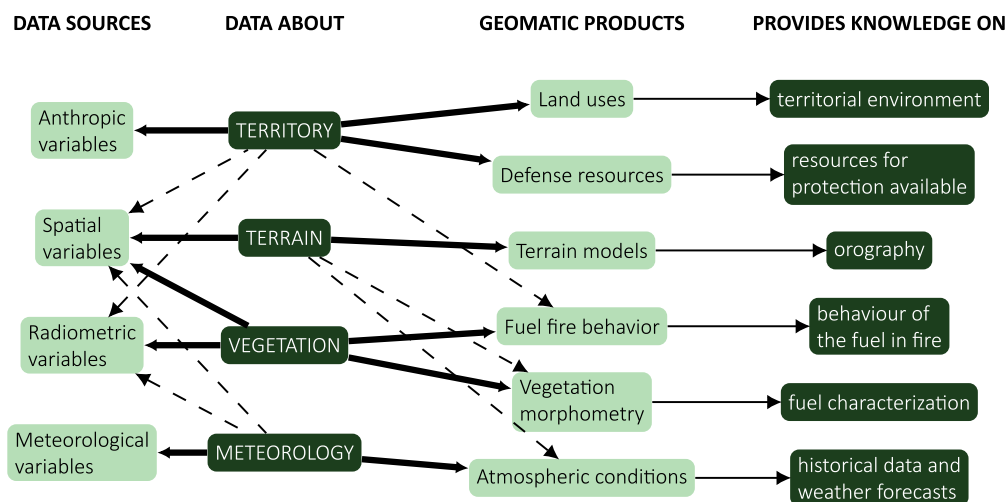 DATA SOURCES
DATA ABOUT
GEOMATIC PRODUCTS
PROVIDES KNOWLEDGE ON
Anthropic
variables
TERRITORY
Land uses
territorial environment
Defense resources
resources for
protection available
Spatial
variables
TERRAIN
Terrain models
orography
Radiometric
variables
VEGETATION
Fuel fire behavior
behaviour of
the fuel in fire
Vegetation
morphometry
fuel characterization
Meteorological
variables
METEOROLOGY
Atmospheric conditions
historical data and
weather forecasts